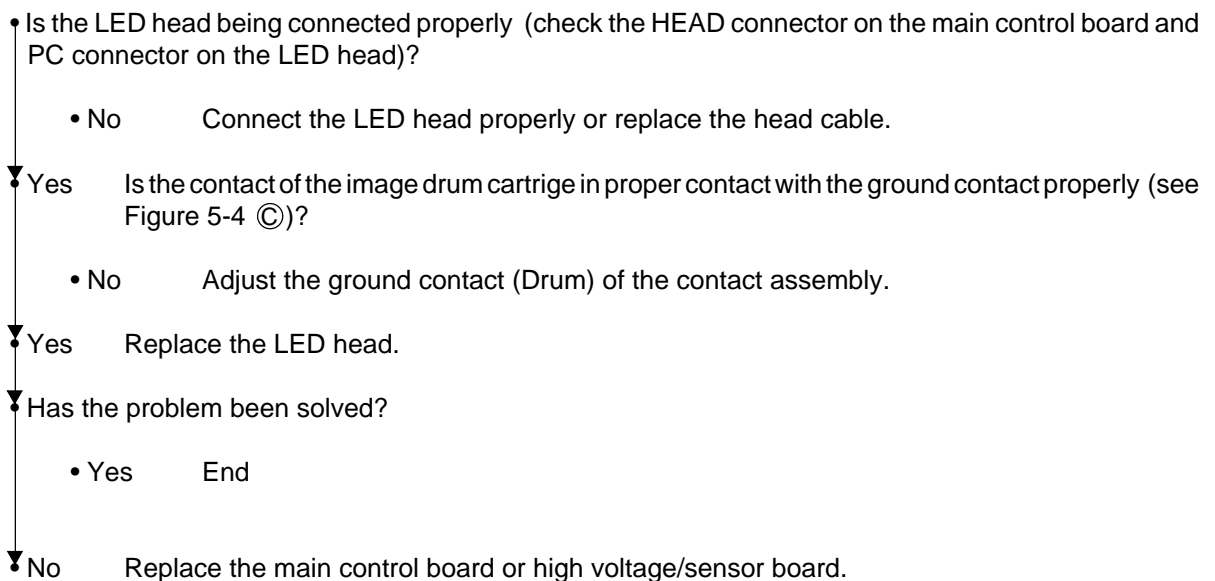 • Is the LED head being connected properly (check the HEAD connector on the main control board and
PC connector on the LED head)?
• No Connect the LED head properly or replace the head cable.
• Yes Is the contact of the image drum cartrige in proper contact with the ground contact properly (see
Figure 5-4 Ⓒ)?
• No Adjust the ground contact (Drum) of the contact assembly.
• Yes Replace the LED head.
• Has the problem been solved?
• Yes End
• No Replace the main control board or high voltage/sensor board.